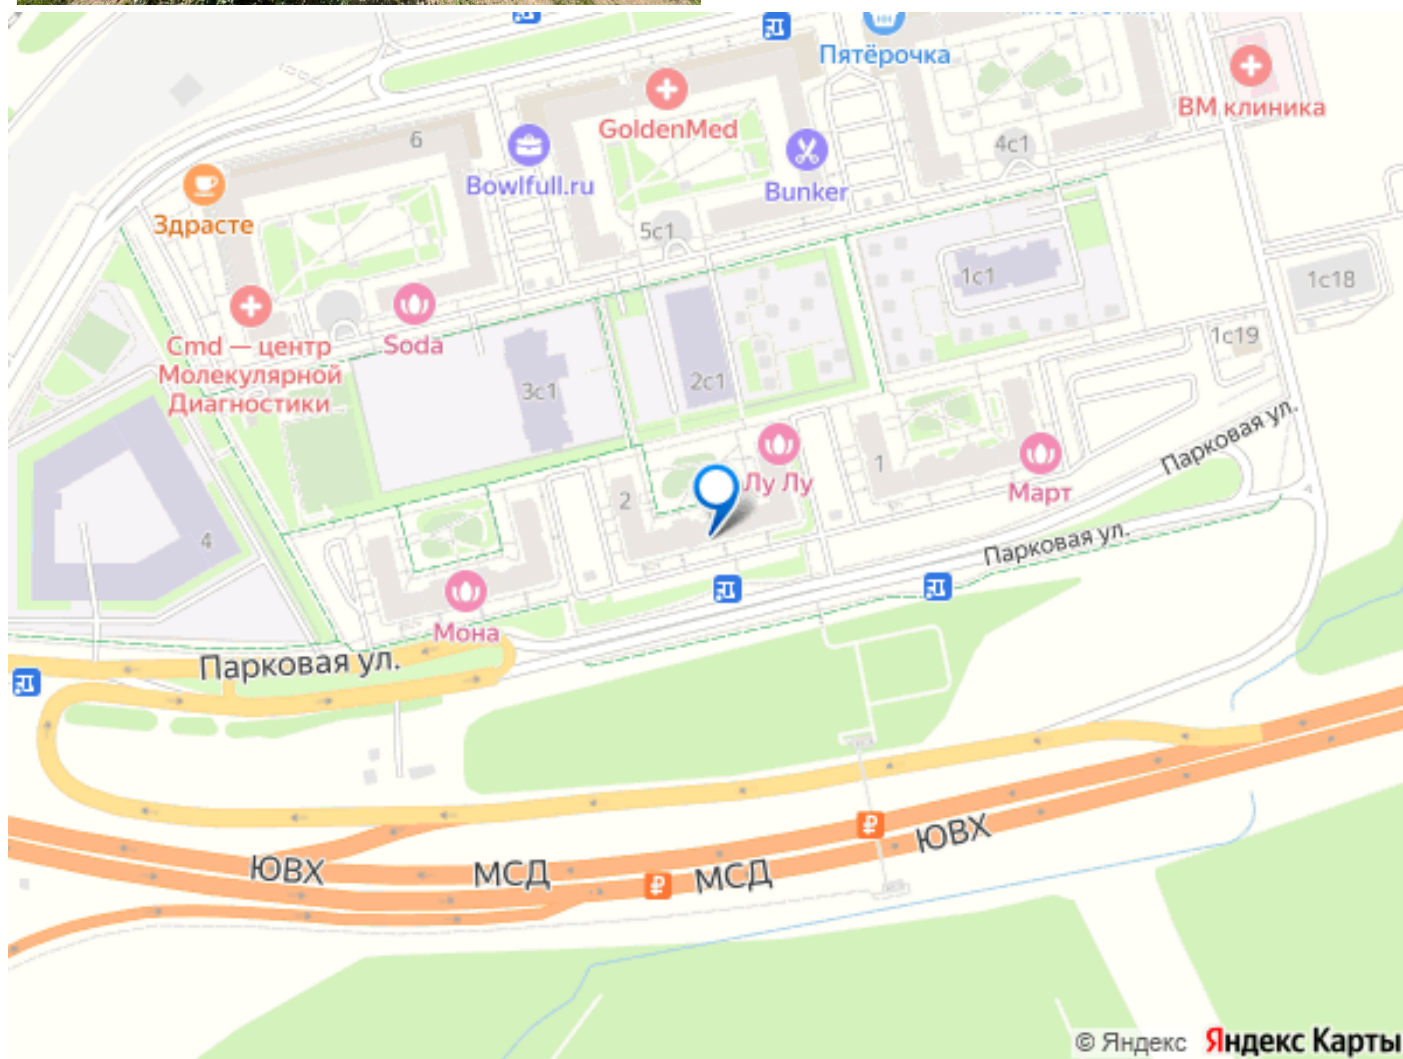 Пятёрочка
ВМ клиника
GoldenMed
6
4с1
Bowlfull.ru
Bunker
Здрасте
5с1
1с1
1с18
Soda
1с19
Cmd — центр
Молекулярной
Диагностики
3с1
2с1
Парковая ул.
Лу Лу
1
Март
2
4
Парковая ул.
Мона
Парковая ул.
ЮВХ
МСД
МСД
ЮВХ
© Яндекс Яндекс Карты